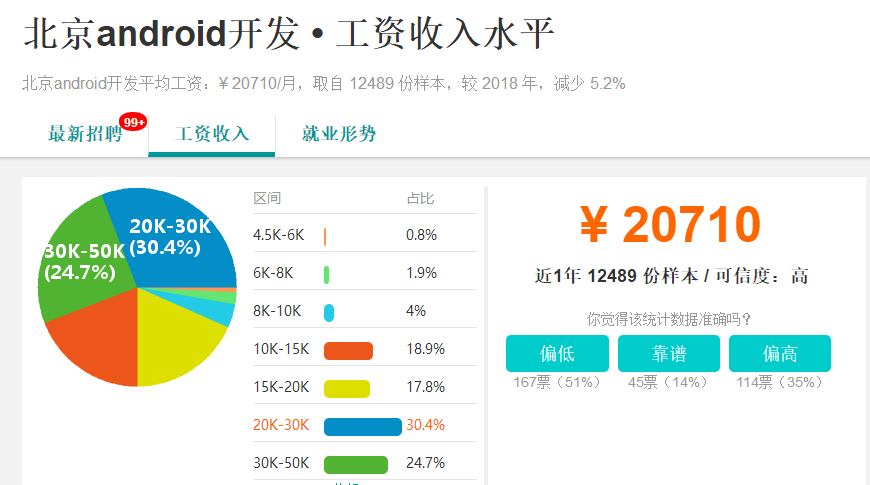 北京android开发 • 工资收入水平
北京android开发平均工资：¥ 20710/月，取自 12489 份样本，较 2018 年，减少 5.2%
最新招聘 99+ 工资收入 就业形势
20K-30K
(30.4%)
30K-50K
(24.7%)
区间 占比
4.5K-6K 0.8%
6K-8K 1.9%
8K-10K 4%
10K-15K 18.9%
15K-20K 17.8%
20K-30K 30.4%
30K-50K 24.7%
¥ 20710
近1年 12489 份样本 / 可信度：高
你觉得该统计数据准确吗？
偏低 靠谱 偏高
167票（51%） 45票（14%） 114票（35%）